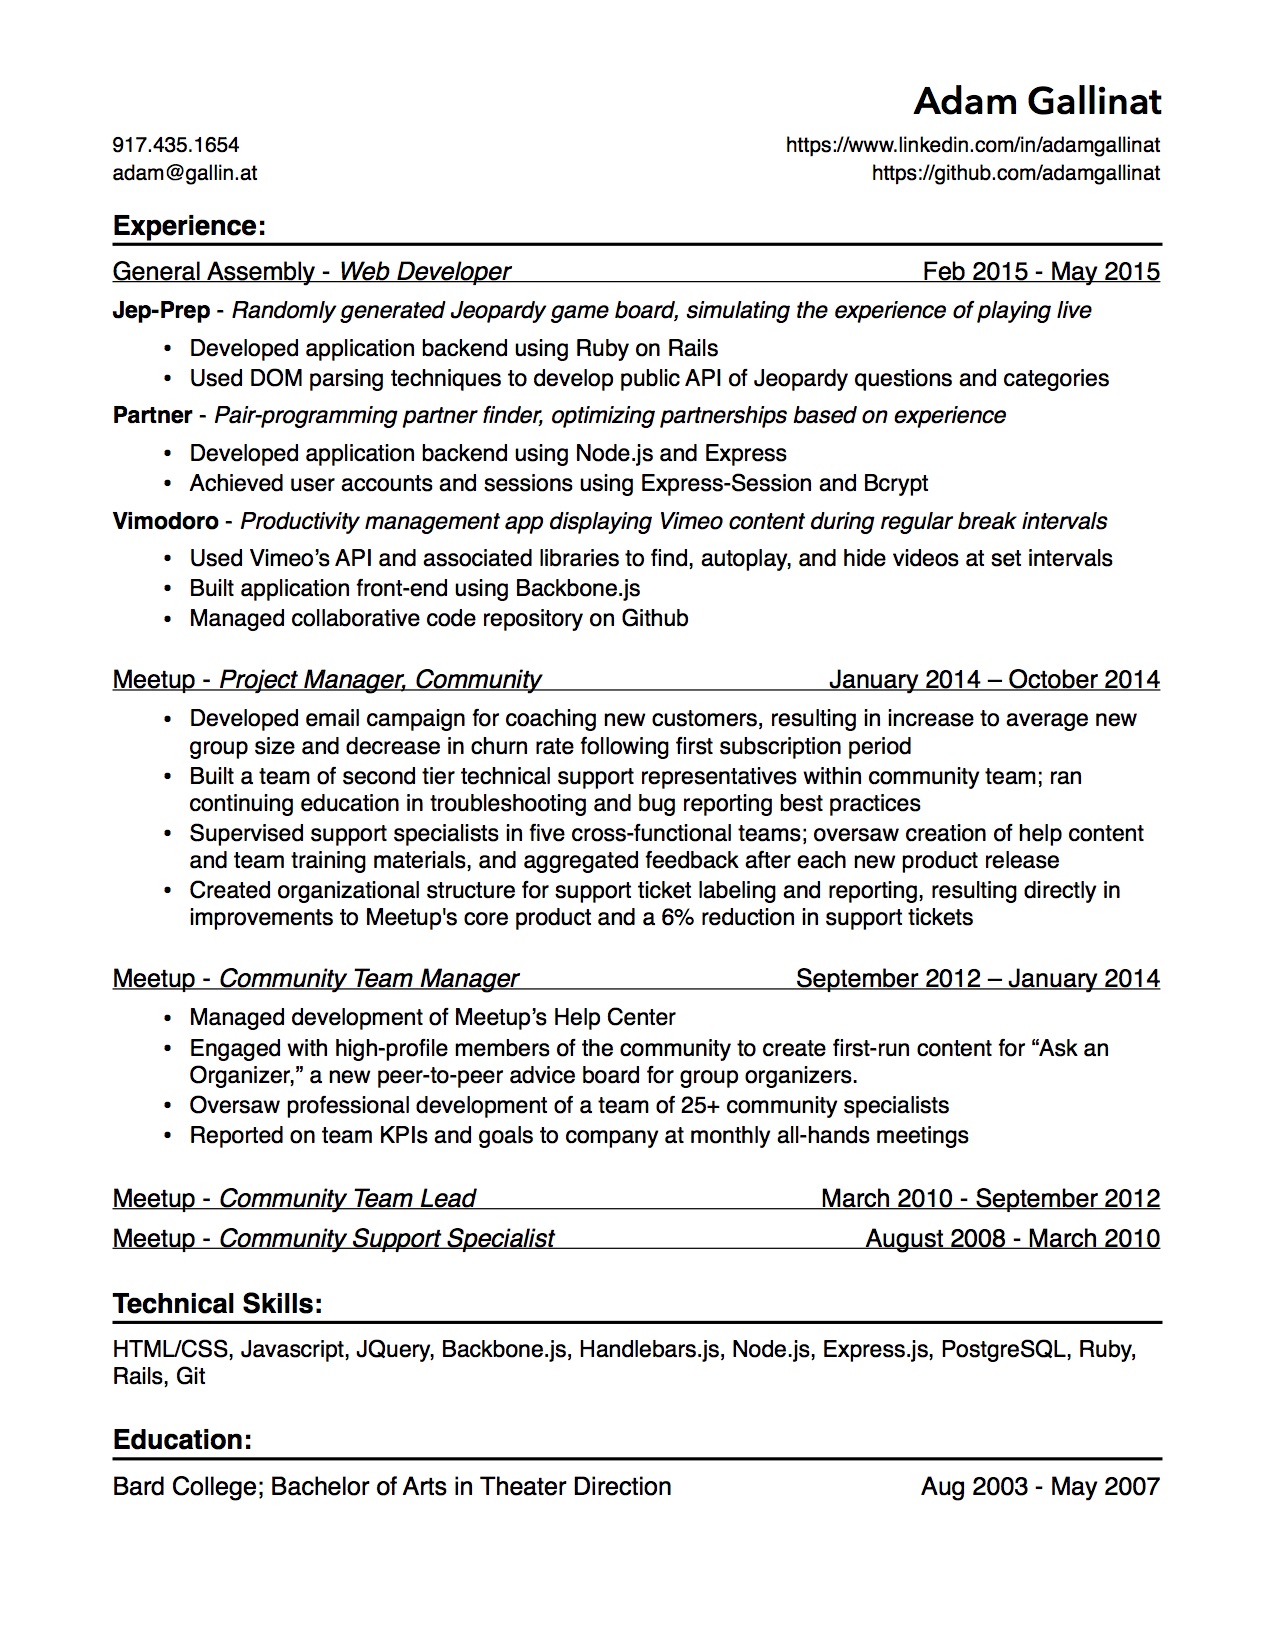 Adam Gallinat
917.435.1654 https://www.linkedin.com/in/adamgallinat
adam@gallin.at https://github.com/adamgallinat
Experience:
General Assembly - Web Developer Feb 2015 - May 2015
Jep-Prep - Randomly generated Jeopardy game board, simulating the experience of playing live
• Developed application backend using Ruby on Rails
• Used DOM parsing techniques to develop public API of Jeopardy questions and categories
Partner - Pair-programming partner finder, optimizing partnerships based on experience
• Developed application backend using Node.js and Express
• Achieved user accounts and sessions using Express-Session and Bcrypt
Vimodoro - Productivity management app displaying Vimeo content during regular break intervals
• Used Vimeo’s API and associated libraries to find, autoplay, and hide videos at set intervals
• Built application front-end using Backbone.js
• Managed collaborative code repository on Github
Meetup - Project Manager, Community January 2014 – October 2014
• Developed email campaign for coaching new customers, resulting in increase to average new
group size and decrease in churn rate following first subscription period
• Built a team of second tier technical support representatives within community team; ran
continuing education in troubleshooting and bug reporting best practices
• Supervised support specialists in five cross-functional teams; oversaw creation of help content
and team training materials, and aggregated feedback after each new product release
• Created organizational structure for support ticket labeling and reporting, resulting directly in
improvements to Meetup's core product and a 6% reduction in support tickets
Meetup - Community Team Manager September 2012 – January 2014
• Managed development of Meetup’s Help Center
• Engaged with high-profile members of the community to create first-run content for “Ask an
Organizer,” a new peer-to-peer advice board for group organizers.
• Oversaw professional development of a team of 25+ community specialists
• Reported on team KPIs and goals to company at monthly all-hands meetings
Meetup - Community Team Lead March 2010 - September 2012
Meetup - Community Support Specialist August 2008 - March 2010
Technical Skills:
HTML/CSS, Javascript, JQuery, Backbone.js, Handlebars.js, Node.js, Express.js, PostgreSQL, Ruby,
Rails, Git
Education:
Bard College; Bachelor of Arts in Theater Direction Aug 2003 - May 2007